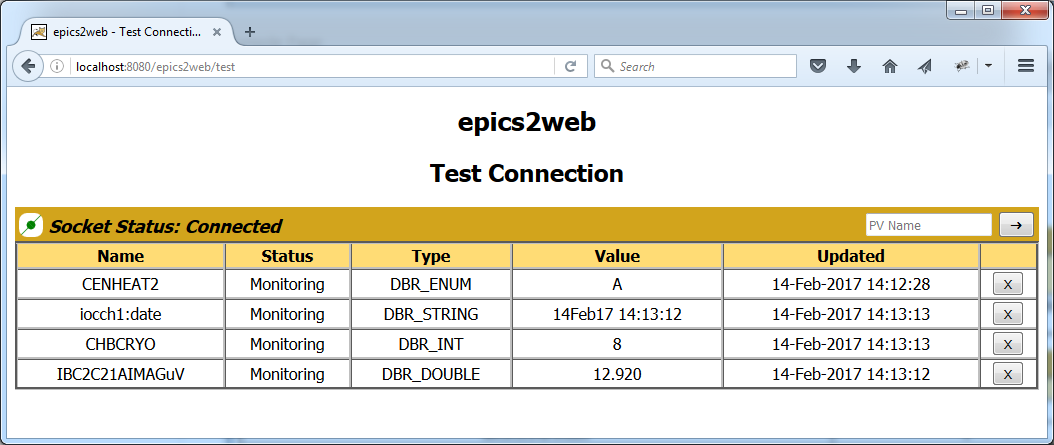 epics2web - Test Connecti...
localhost:8080/epics2web/test
Search
epics2web
Test Connection
Socket Status: Connected
PV Name
Name Status Type Value Updated
CENHEAT2 Monitoring DBR_ENUM A 14-Feb-2017 14:12:28 X
iocch1:date Monitoring DBR_STRING 14Feb17 14:13:12 14-Feb-2017 14:13:13 X
CHBCRYO Monitoring DBR_INT 8 14-Feb-2017 14:13:13 X
IBC2C21AIMAGuV Monitoring DBR_DOUBLE 12.920 14-Feb-2017 14:13:12 X